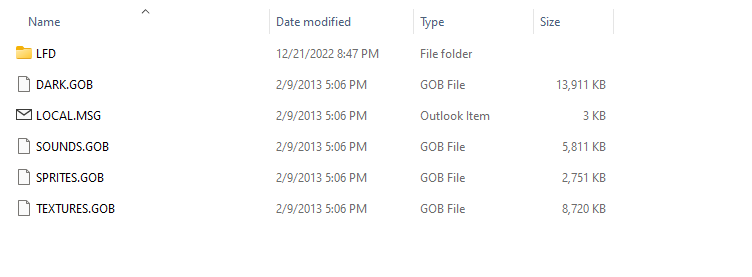 Name Date modified Type Size
LFD 12/21/2022 8:47 PM File folder
DARK.GOB 2/9/2013 5:06 PM GOB File 13,911 KB
LOCAL.MSG 2/9/2013 5:06 PM Outlook Item 3 KB
SOUNDS.GOB 2/9/2013 5:06 PM GOB File 5,811 KB
SPRITES.GOB 2/9/2013 5:06 PM GOB File 2,751 KB
TEXTURES.GOB 2/9/2013 5:06 PM GOB File 8,720 KB